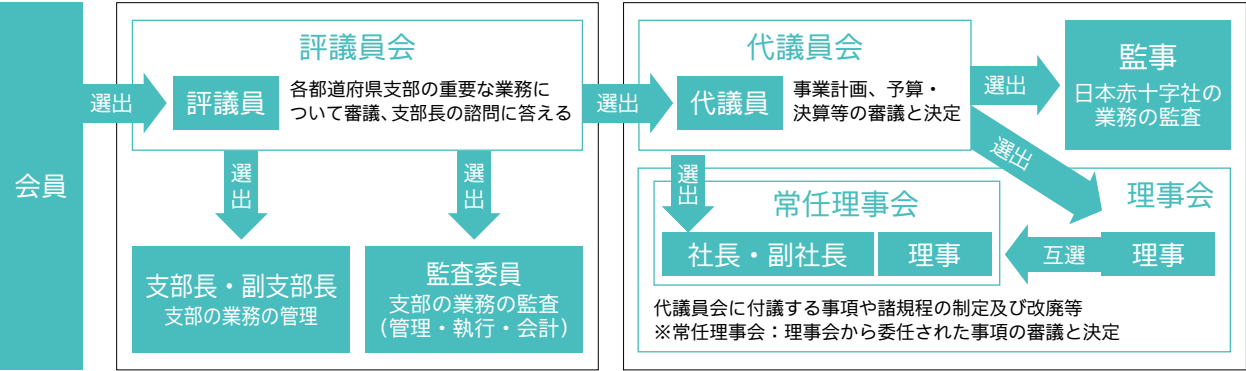 会員
選出
評議員会
評議員
各都道府県支部の重要な業務に
ついて審議、支部長の諮問に答える
選出
選出
支部長・副支部長
支部の業務の管理
監査委員
支部の業務の監査
(管理・執行・会計)
選出
代議員会
代議員
事業計画、予算・
決算等の審議と決定
選出
監事
日本赤十字社の
業務の監査
選出
選出
理事会
常任理事会
社長・副社長
理事
互選
理事
代議員会に付議する事項や諸規程の制定及び改廃等
※常任理事会：理事会から委任された事項の審議と決定